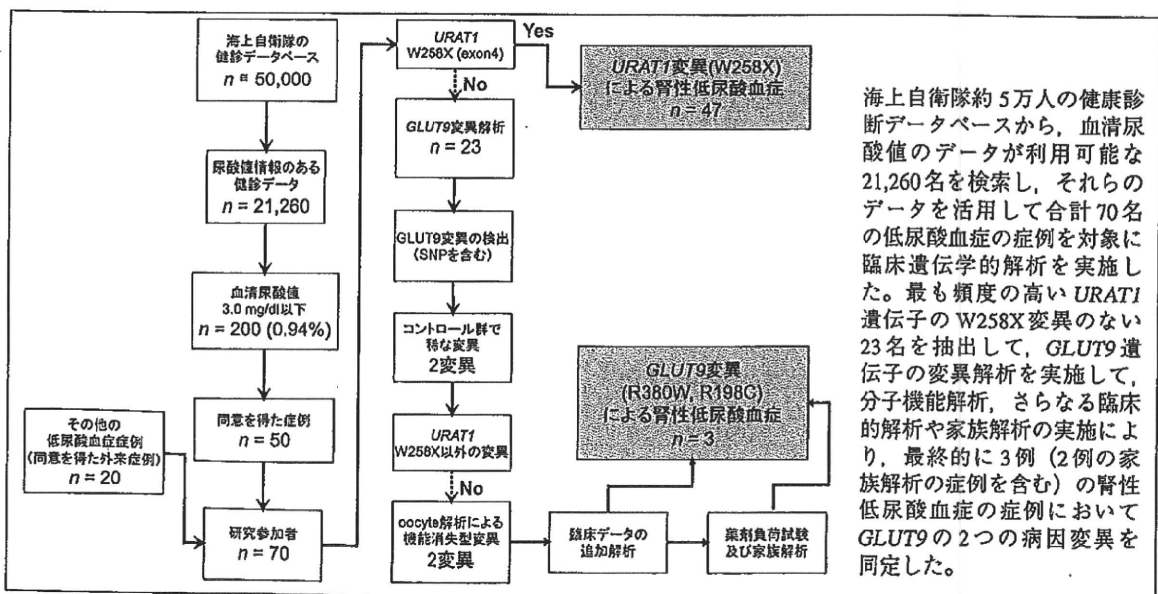 海上自衛隊の
健診データベース
n ≒ 50,000
尿酸値情報のある
健診データ
n = 21,260
血清尿酸値
3.0 mg/dl以下
n = 200 (0.94%)
同意を得た症例
n = 50
その他の
低尿酸血症症例
(同意を得た外来症例)
n = 20
研究参加者
n = 70
URAT1
W258X (exon4)
Yes
No
URAT1変異(W258X)
による腎性低尿酸血症
n = 47
GLUT9変異解析
n = 23
GLUT9変異の検出
(SNPを含む)
コントロール群で
稀な変異
2変異
URAT1
W258X以外の変異
No
oocyte解析による
機能消失型変異
2変異
臨床データの
追加解析
薬剤負荷試験
及び家族解析
GLUT9変異
(R380W, R198C)
による腎性低尿酸血症
n = 3
海上自衛隊約5万人の健康診
断データベースから，血清尿
酸値のデータが利用可能な
21,260名を検索し，それらの
データを活用して合計70名
の低尿酸血症の症例を対象に
臨床遺伝学的解析を実施し
た。最も頻度の高いURAT1
遺伝子のW258X変異のない
23名を抽出して，GLUT9遺
伝子の変異解析を実施して，
分子機能解析，さらなる臨床
的解析や家族解析の実施によ
り，最終的に3例（2例の家
族解析の症例を含む）の腎性
低尿酸血症の症例において
GLUT9の2つの病因変異を
同定した。